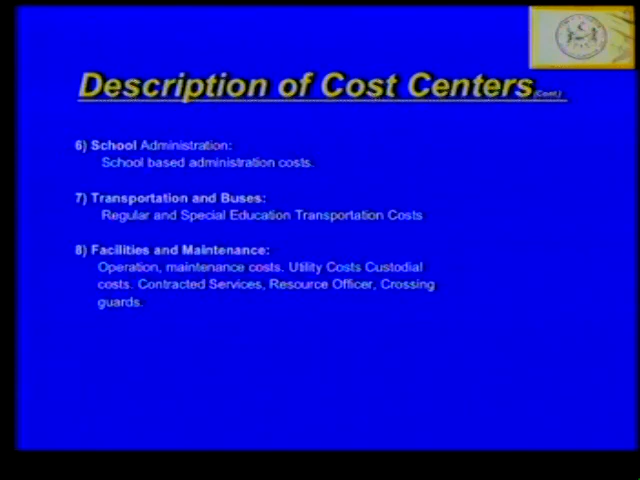 Description of Cost Centers (Cont.)
6) School Administration:
School based administration costs.
7) Transportation and Buses:
Regular and Special Education Transportation Costs
8) Facilities and Maintenance:
Operation, maintenance costs. Utility Costs Custodial
costs. Contracted Services, Resource Officer, Crossing
guards.